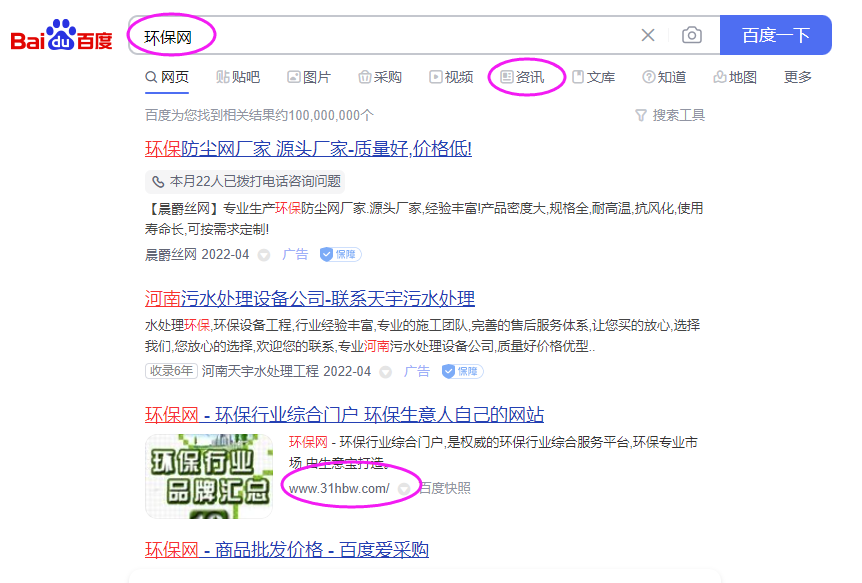 Bai du 百度 环保网 百度一下
网页 贴吧 图片 采购 视频 资讯 文库 知道 地图 更多
百度为您找到相关结果约100,000,000个 搜索工具
环保防尘网厂家 源头厂家-质量好,价格低!
本月22人已拨打电话咨询问题
【晨爵丝网】专业生产环保防尘网厂家.源头厂家,经验丰富!产品密度大,规格全,耐高温,抗风化,使用
寿命长,可按需求定制!
晨爵丝网 2022-04 广告 保障
河南污水处理设备公司-联系天宇污水处理
水处理环保,环保设备工程,行业经验丰富,专业的施工团队,完善的售后服务体系,让您买的放心,选择
我们,您放心的选择,欢迎您的联系,专业河南污水处理设备公司,质量好价格优型..
收录6年 河南天宇水处理工程 2022-04 广告 保障
环保网 - 环保行业综合门户 环保生意人自己的网站
环保行业
品牌汇总
环保网 - 环保行业综合门户,是权威的环保行业综合服务平台,环保专业市
场,由生意宝打造。
www.31hbw.com/ 百度快照
环保网 - 商品批发价格 - 百度爱采购